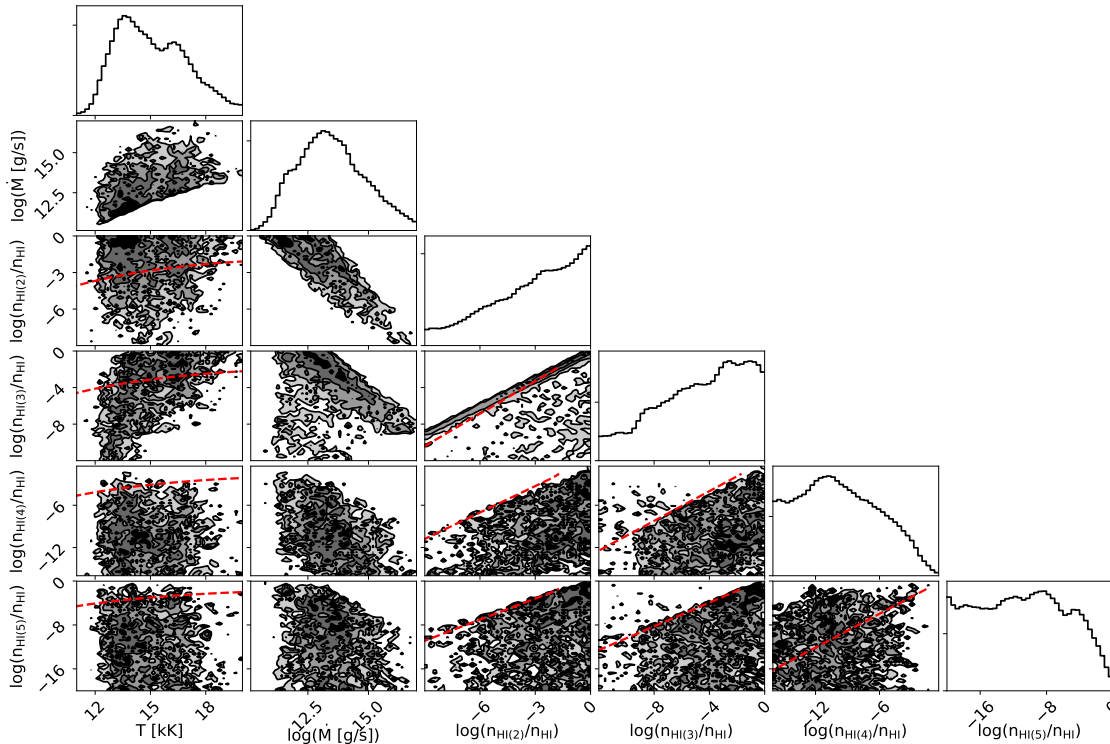 log(Ṁ [g/s])
15.0
12.5
log(n_HI(2)/n_HI)
0
−3
−6
log(n_HI(3)/n_HI)
0
−4
−8
log(n_HI(4)/n_HI)
−6
−12
log(n_HI(5)/n_HI)
0
−8
−16
12 15 18 12.5 15.0 −6 −3 0 −8 −4 0 −12 −6 −16 −8 0
T [kK] log(Ṁ [g/s]) log(n_HI(2)/n_HI) log(n_HI(3)/n_HI) log(n_HI(4)/n_HI) log(n_HI(5)/n_HI)